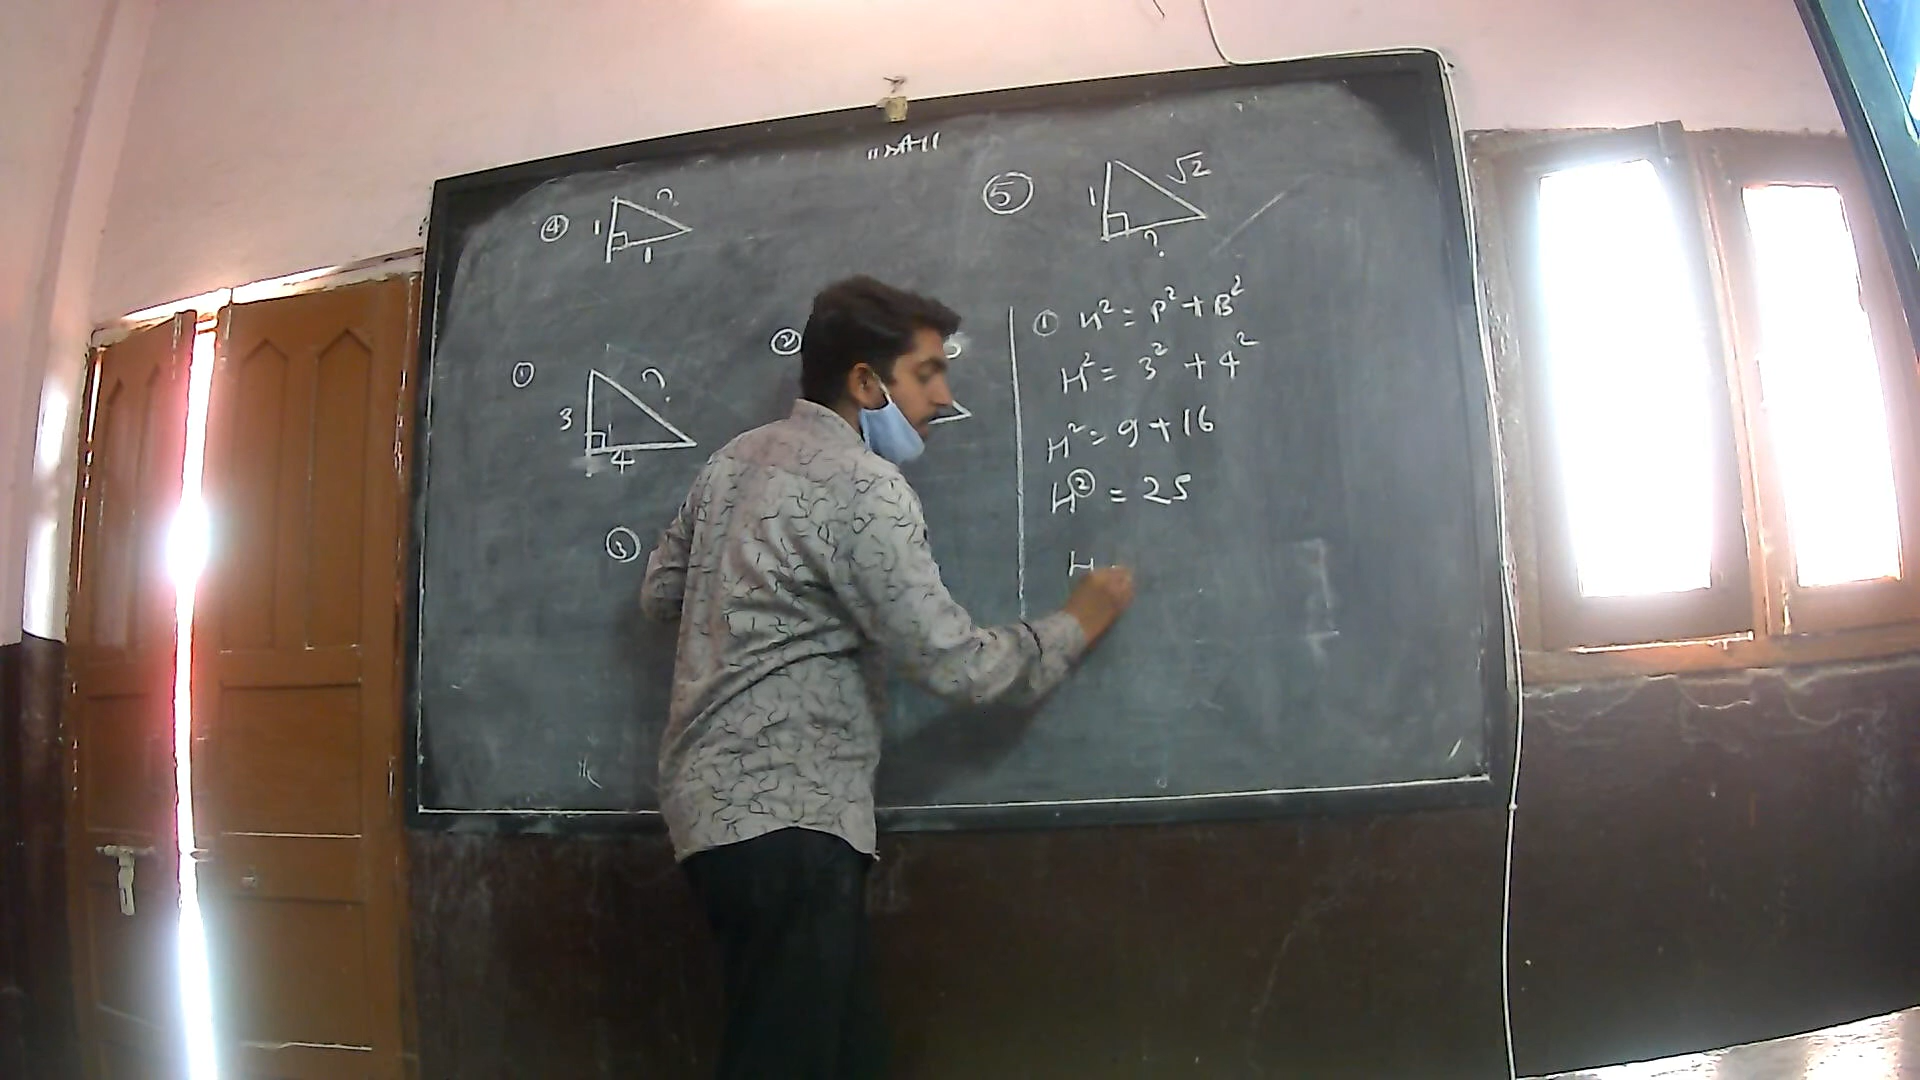 ④ 1 ? 1
⑤ 1 √2 ?
① 3 ? 4
②
③
① H² = P² + B²
H² = 3² + 4²
H² = 9 + 16
H² = 25
H